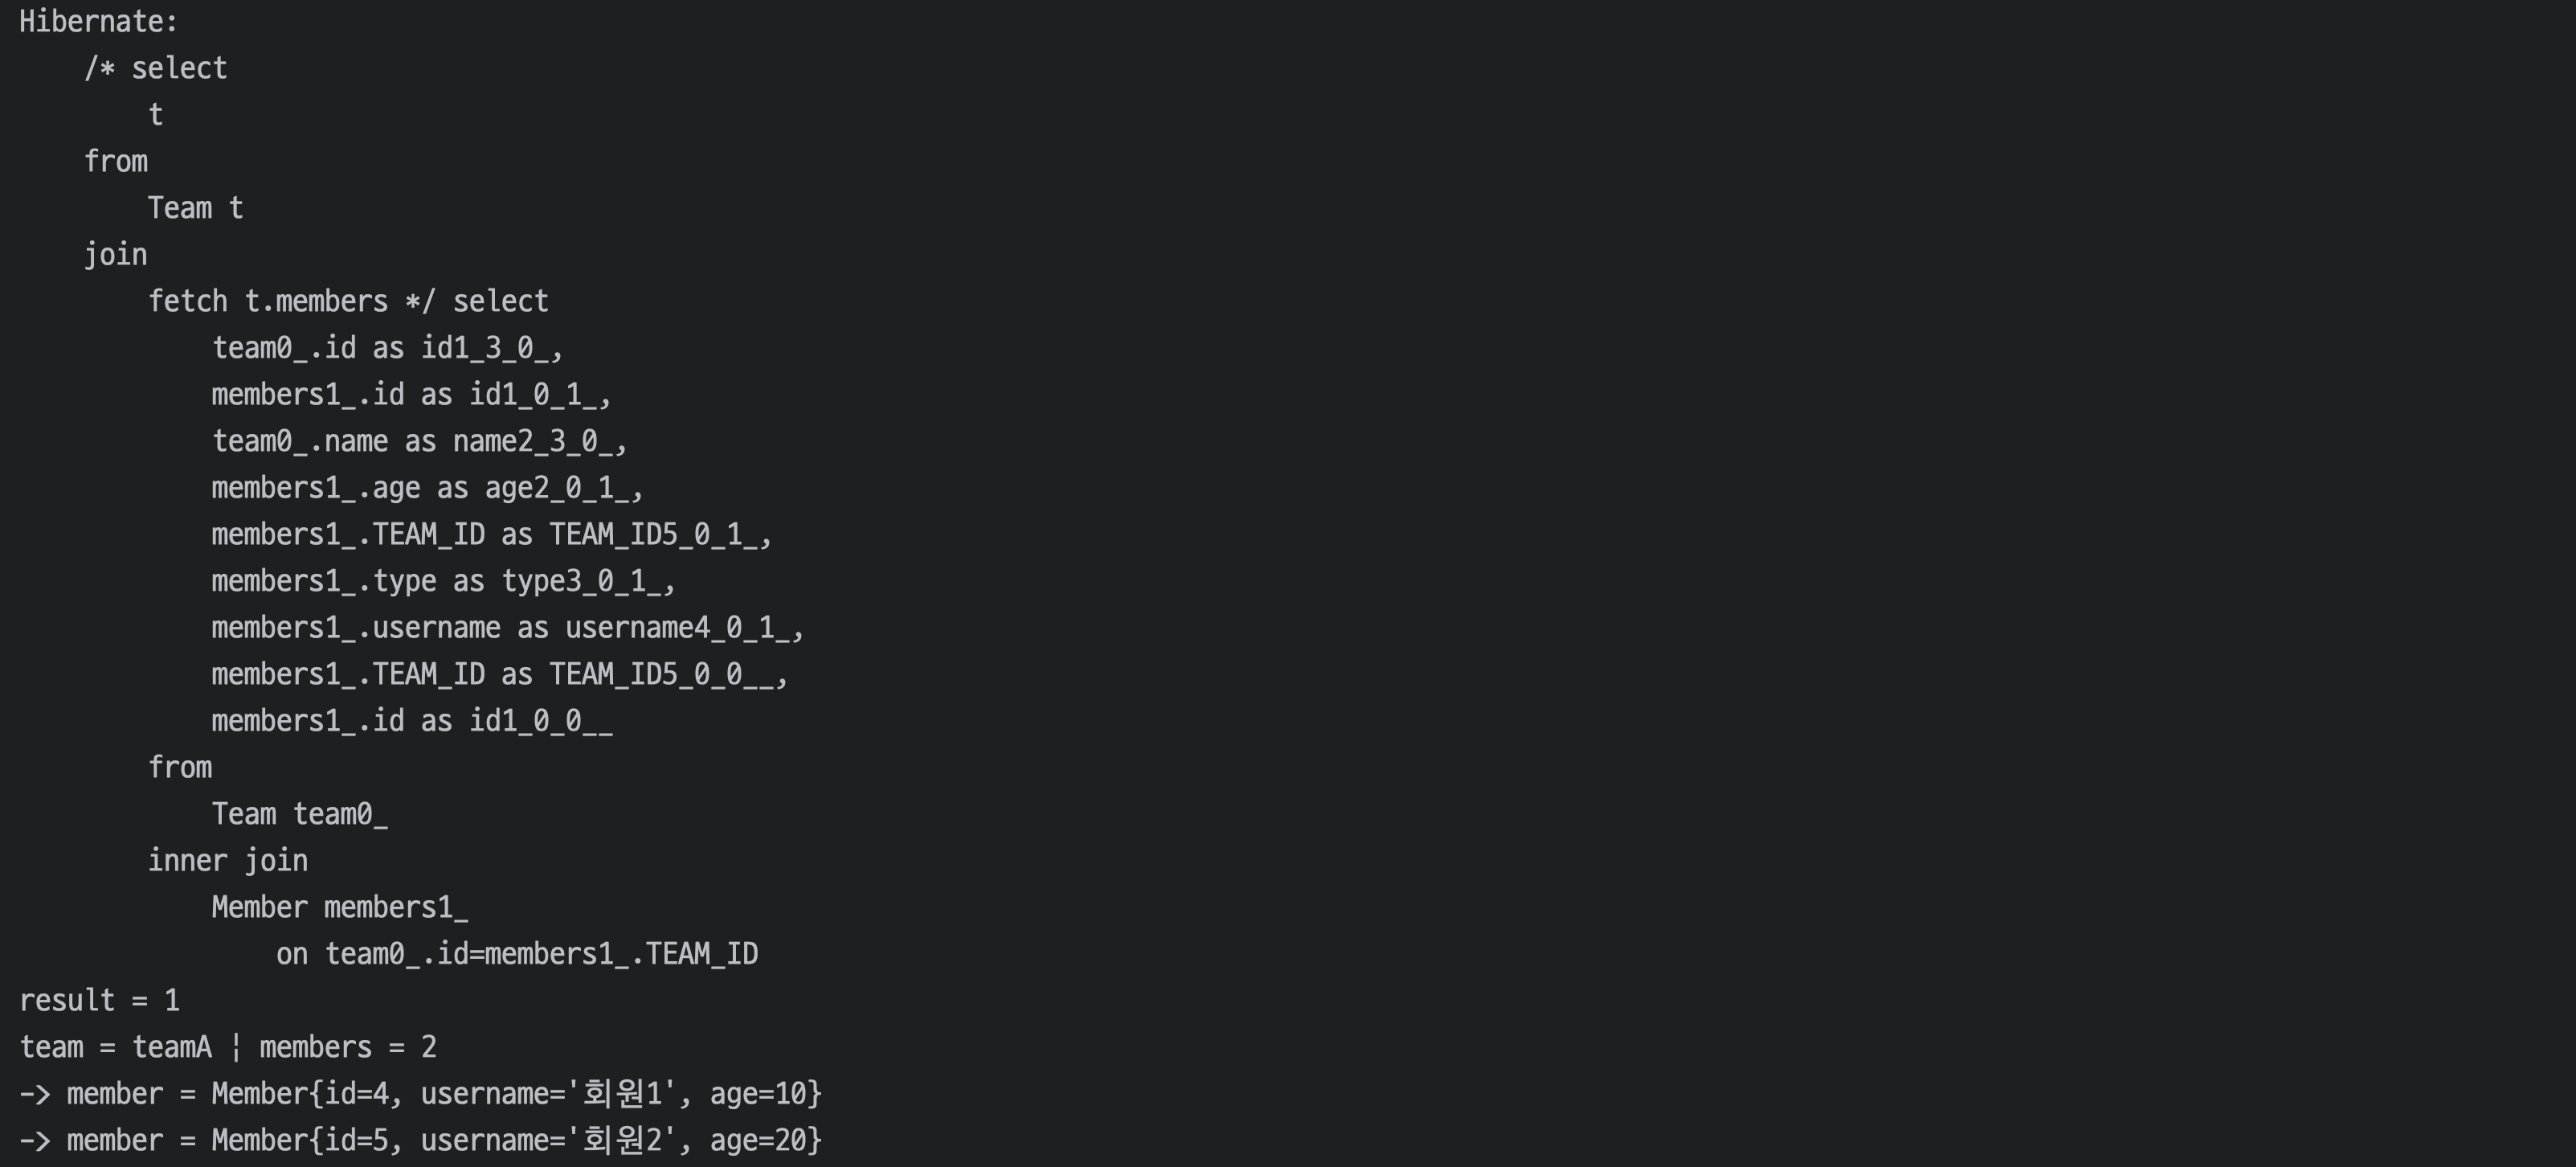 Hibernate:
    /* select
        t
    from
        Team t
    join
        fetch t.members */ select
            team0_.id as id1_3_0_,
            members1_.id as id1_0_1_,
            team0_.name as name2_3_0_,
            members1_.age as age2_0_1_,
            members1_.TEAM_ID as TEAM_ID5_0_1_,
            members1_.type as type3_0_1_,
            members1_.username as username4_0_1_,
            members1_.TEAM_ID as TEAM_ID5_0_0__,
            members1_.id as id1_0_0__
        from
            Team team0_
        inner join
            Member members1_
                on team0_.id=members1_.TEAM_ID
result = 1
team = teamA ¦ members = 2
-> member = Member{id=4, username='회원1', age=10}
-> member = Member{id=5, username='회원2', age=20}